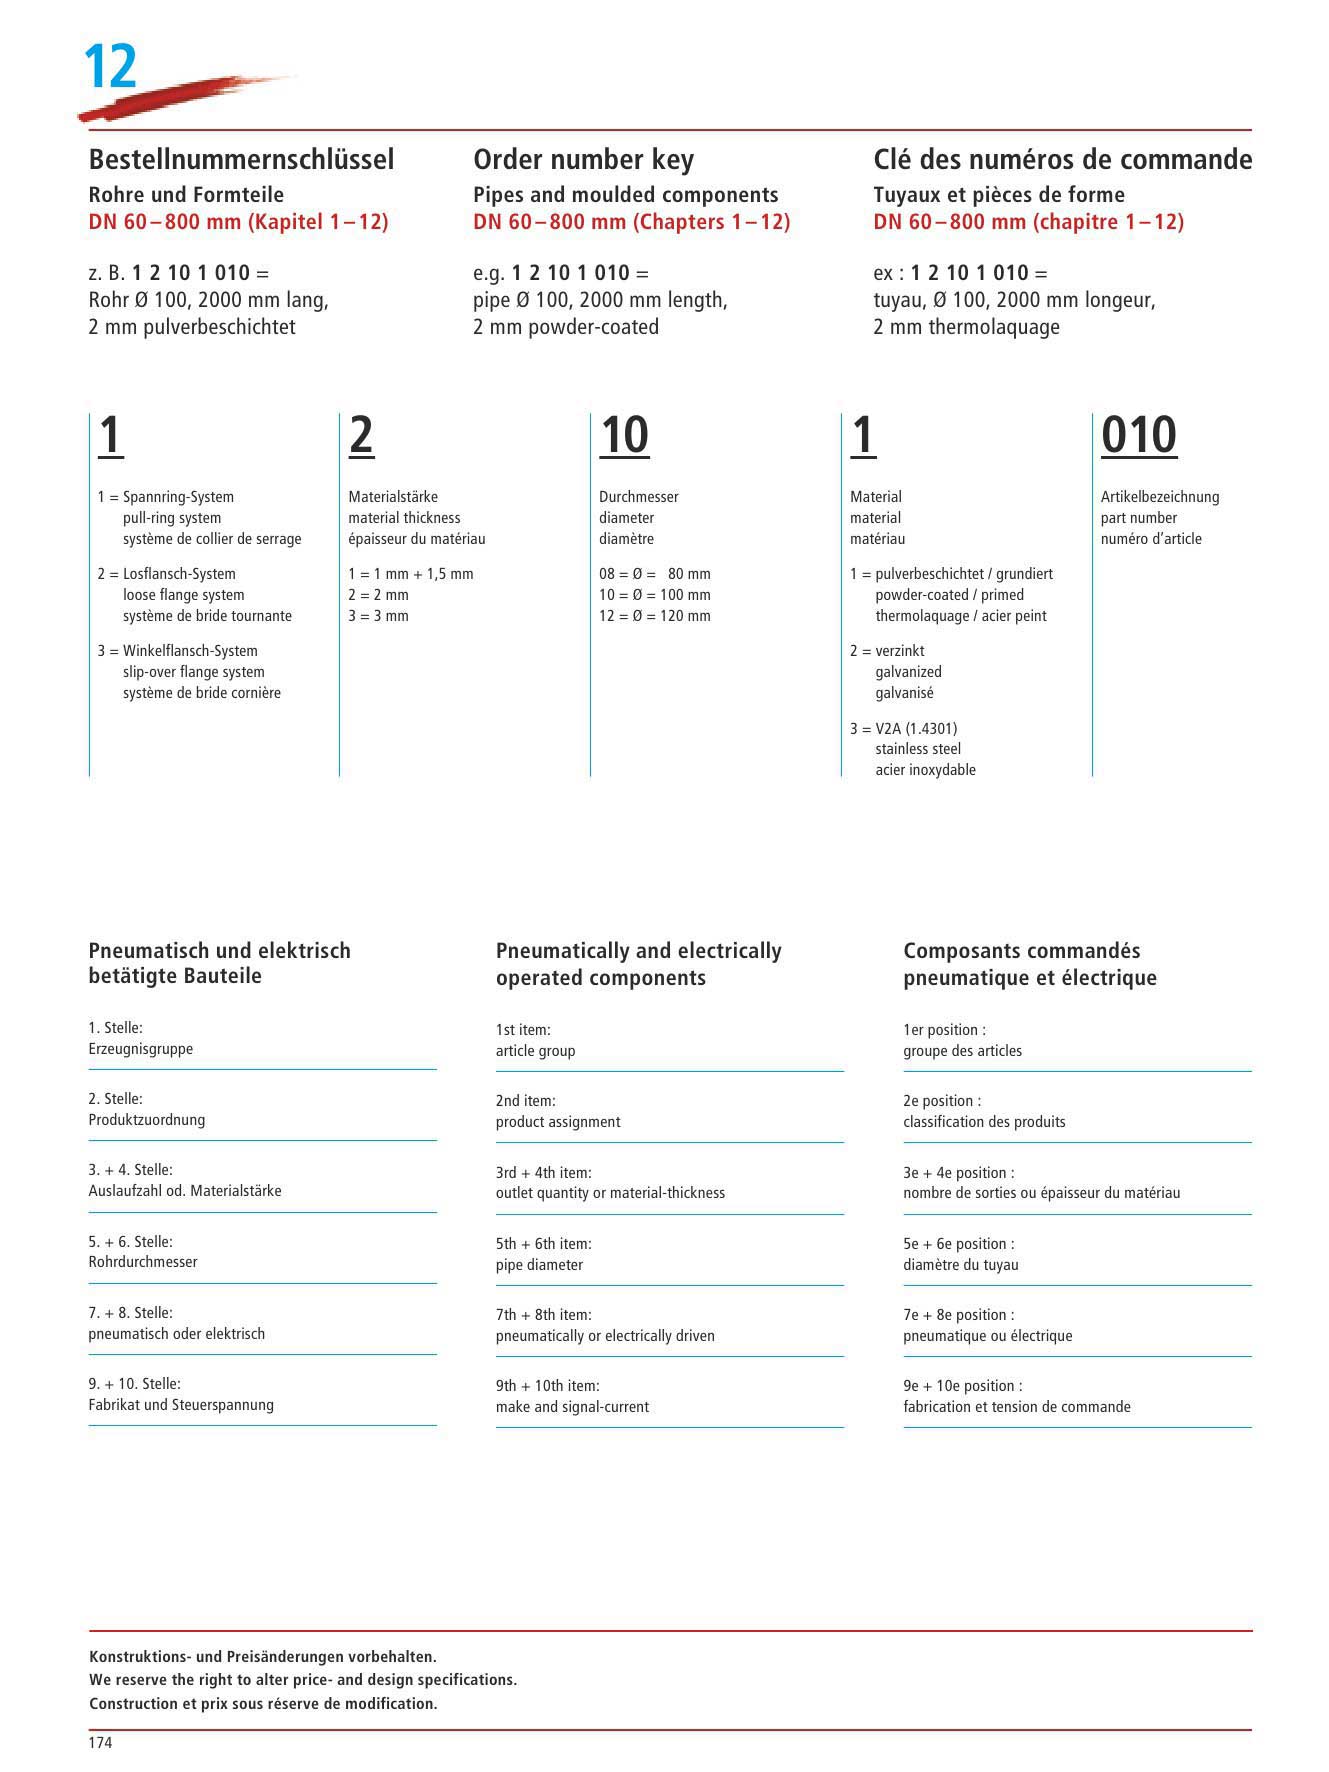 12
Bestellnummernschlüssel
Rohre und Formteile
DN 60 – 800 mm (Kapitel 1 – 12)
z. B. 1 2 10 1 010 =
Rohr Ø 100, 2000 mm lang,
2 mm pulverbeschichtet
Order number key
Pipes and moulded components
DN 60 – 800 mm (Chapters 1 – 12)
e.g. 1 2 10 1 010 =
pipe Ø 100, 2000 mm length,
2 mm powder-coated
Clé des numéros de commande
Tuyaux et pièces de forme
DN 60 – 800 mm (chapitre 1 – 12)
ex : 1 2 10 1 010 =
tuyau, Ø 100, 2000 mm longeur,
2 mm thermolaquage
1
1 = Spannring-System
pull-ring system
système de collier de serrage
2 = Losflansch-System
loose flange system
système de bride tournante
3 = Winkelflansch-System
slip-over flange system
système de bride cornière
2
Materialstärke
material thickness
épaisseur du matériau
1 = 1 mm + 1,5 mm
2 = 2 mm
3 = 3 mm
10
Durchmesser
diameter
diamètre
08 = Ø = 80 mm
10 = Ø = 100 mm
12 = Ø = 120 mm
1
Material
material
matériau
1 = pulverbeschichtet / grundiert
powder-coated / primed
thermolaquage / acier peint
2 = verzinkt
galvanized
galvanisé
3 = V2A (1.4301)
stainless steel
acier inoxydable
010
Artikelbezeichnung
part number
numéro d’article
Pneumatisch und elektrisch
betätigte Bauteile
1. Stelle:
Erzeugnisgruppe
2. Stelle:
Produktzuordnung
3. + 4. Stelle:
Auslaufzahl od. Materialstärke
5. + 6. Stelle:
Rohrdurchmesser
7. + 8. Stelle:
pneumatisch oder elektrisch
9. + 10. Stelle:
Fabrikat und Steuerspannung
Pneumatically and electrically
operated components
1st item:
article group
2nd item:
product assignment
3rd + 4th item:
outlet quantity or material-thickness
5th + 6th item:
pipe diameter
7th + 8th item:
pneumatically or electrically driven
9th + 10th item:
make and signal-current
Composants commandés
pneumatique et électrique
1er position :
groupe des articles
2e position :
classification des produits
3e + 4e position :
nombre de sorties ou épaisseur du matériau
5e + 6e position :
diamètre du tuyau
7e + 8e position :
pneumatique ou électrique
9e + 10e position :
fabrication et tension de commande
Konstruktions- und Preisänderungen vorbehalten.
We reserve the right to alter price- and design specifications.
Construction et prix sous réserve de modification.
174